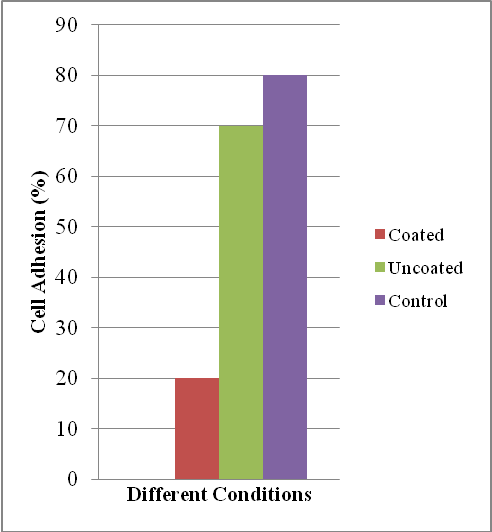 90
80
70
60
50
40
30
20
10
0
Cell Adhesion (%)
Different Conditions
Coated
Uncoated
Control